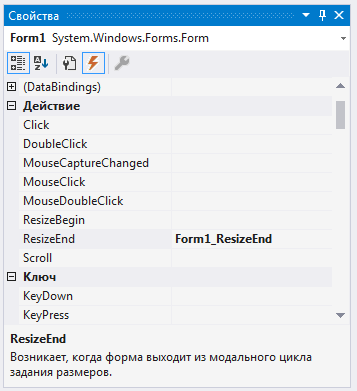 Свойства
Form1 System.Windows.Forms.Form
(DataBindings)
Действие
Click
DoubleClick
MouseCaptureChanged
MouseClick
MouseDoubleClick
ResizeBegin
ResizeEnd Form1_ResizeEnd
Scroll
Ключ
KeyDown
KeyPress
ResizeEnd
Возникает, когда форма выходит из модального цикла
задания размеров.